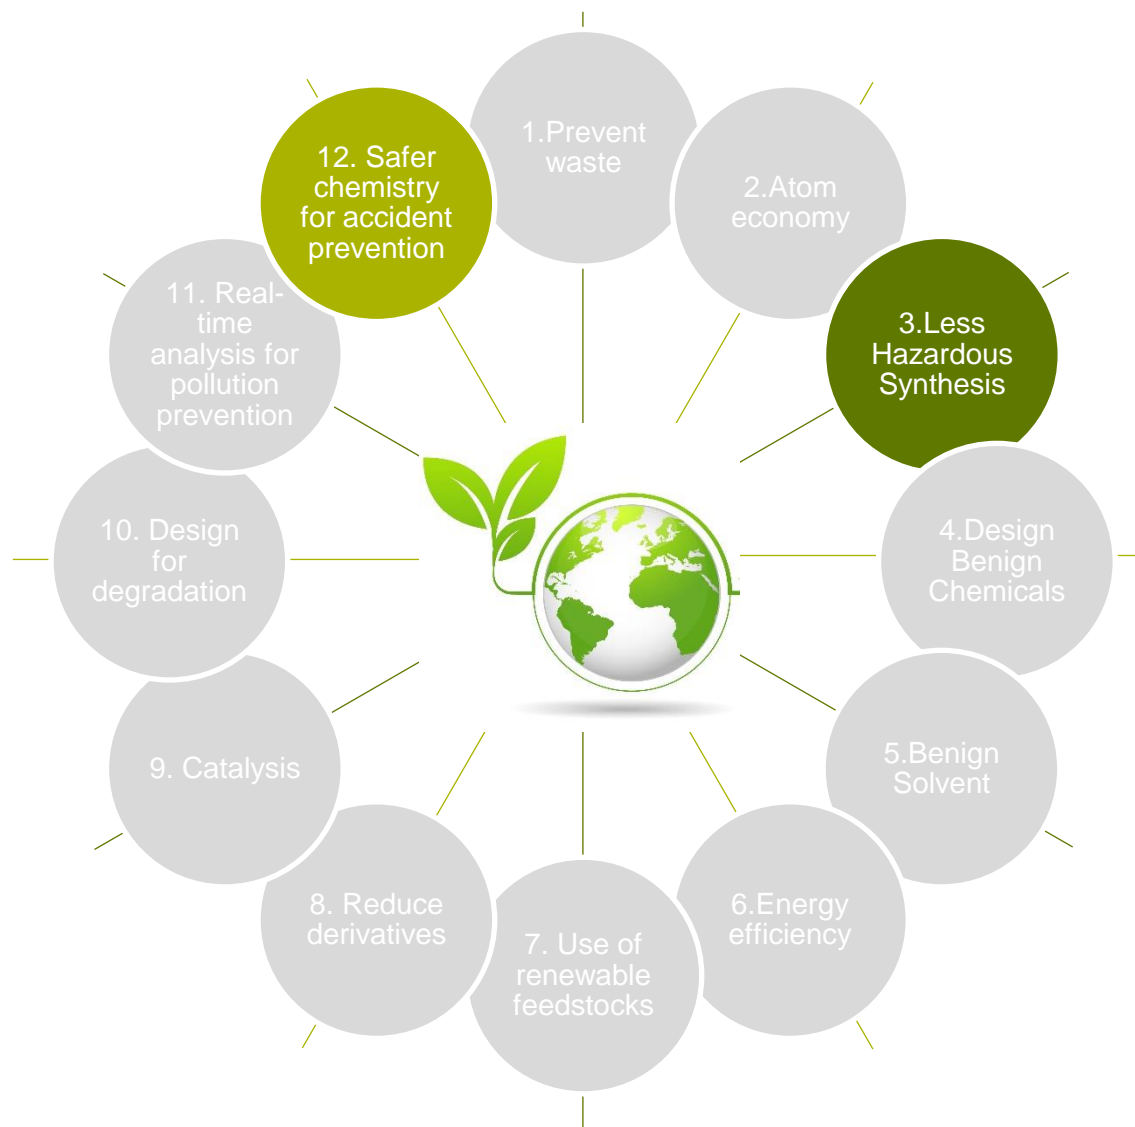 1.Prevent
waste
2.Atom
economy
3.Less
Hazardous
Synthesis
4.Design
Benign
Chemicals
5.Benign
Solvent
6.Energy
efficiency
7. Use of
renewable
feedstocks
8. Reduce
derivatives
9. Catalysis
10. Design
for
degradation
11. Real-
time
analysis for
pollution
prevention
12. Safer
chemistry
for accident
prevention